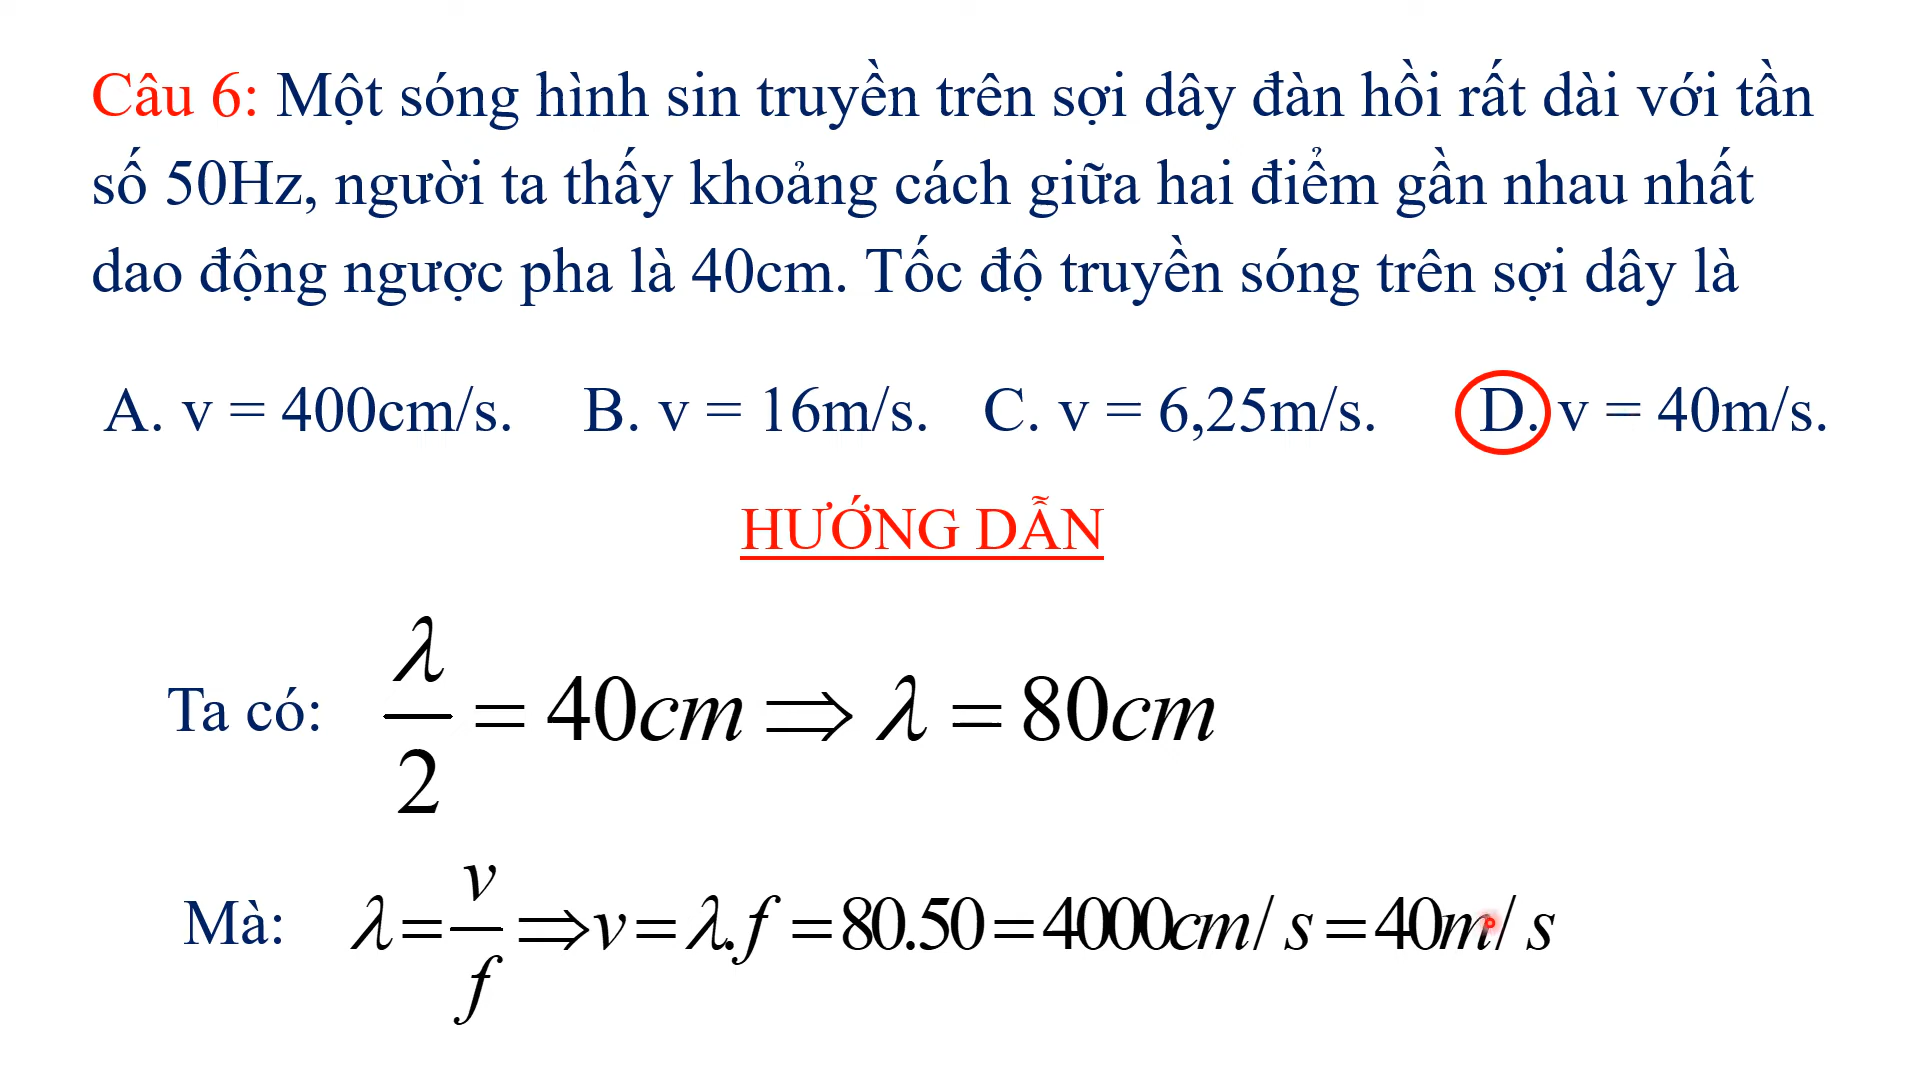 Câu 6: Một sóng hình sin truyền trên sợi dây đàn hồi rất dài với tần
số 50Hz, người ta thấy khoảng cách giữa hai điểm gần nhau nhất
dao động ngược pha là 40cm. Tốc độ truyền sóng trên sợi dây là
A. v = 400cm/s. B. v = 16m/s. C. v = 6,25m/s. D. v = 40m/s.
HƯỚNG DẪN
Ta có: λ/2 = 40cm ⇒ λ = 80cm
Mà: λ = v/f ⇒ v = λ.f = 80.50 = 4000cm/s = 40m/s